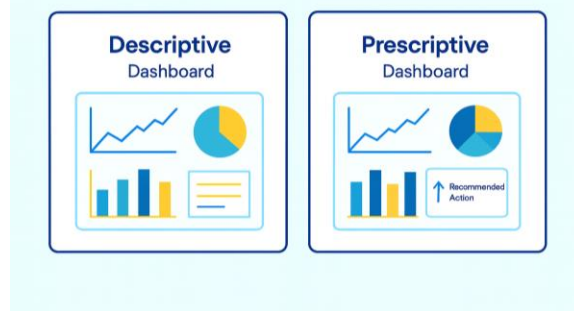 Descriptive
Dashboard
Prescriptive
Dashboard
Recommended
Action